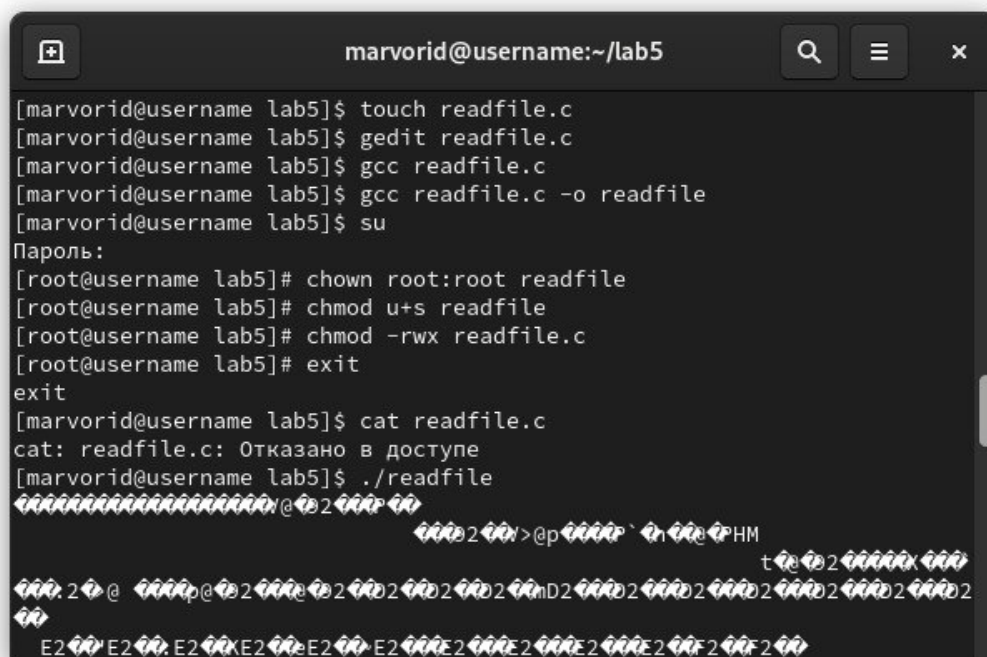 marvorid@username:~/lab5
[marvorid@username lab5]$ touch readfile.c
[marvorid@username lab5]$ gedit readfile.c
[marvorid@username lab5]$ gcc readfile.c
[marvorid@username lab5]$ gcc readfile.c -o readfile
[marvorid@username lab5]$ su
Пароль:
[root@username lab5]# chown root:root readfile
[root@username lab5]# chmod u+s readfile
[root@username lab5]# chmod -rwx readfile.c
[root@username lab5]# exit
exit
[marvorid@username lab5]$ cat readfile.c
cat: readfile.c: Отказано в доступе
[marvorid@username lab5]$ ./readfile